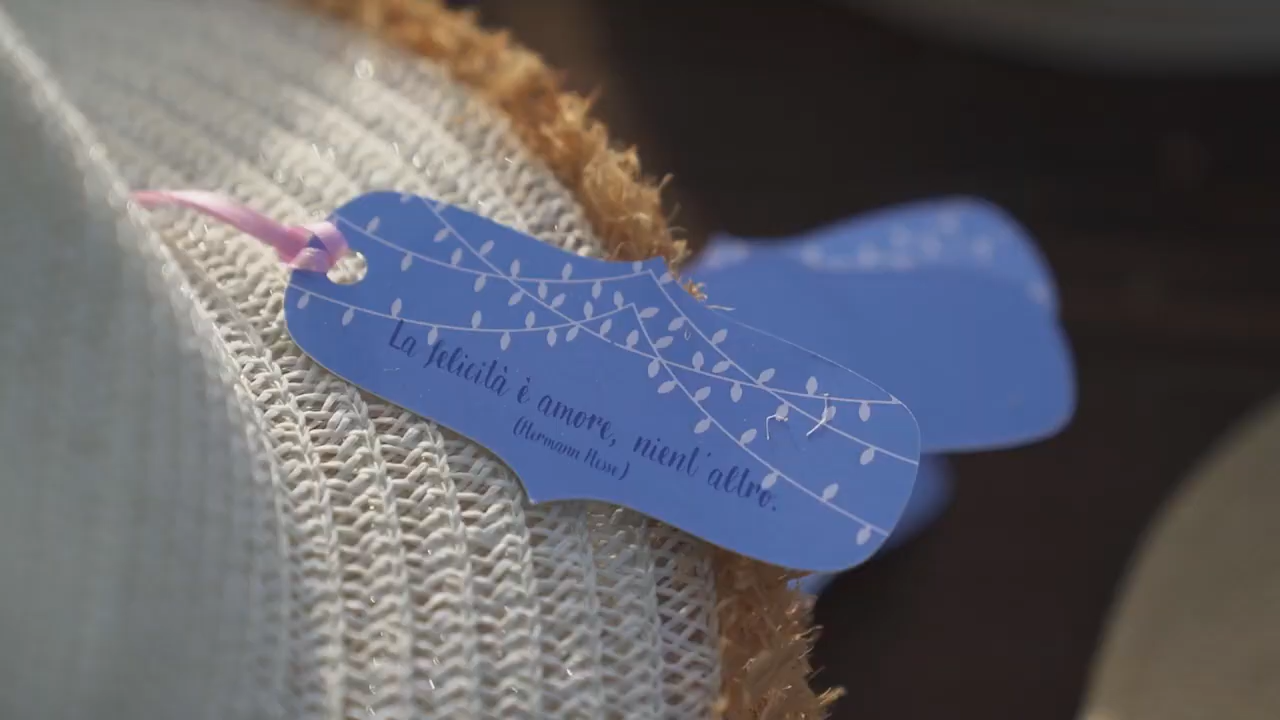 La felicità è amore, nient'altro.
(Hermann Hesse)